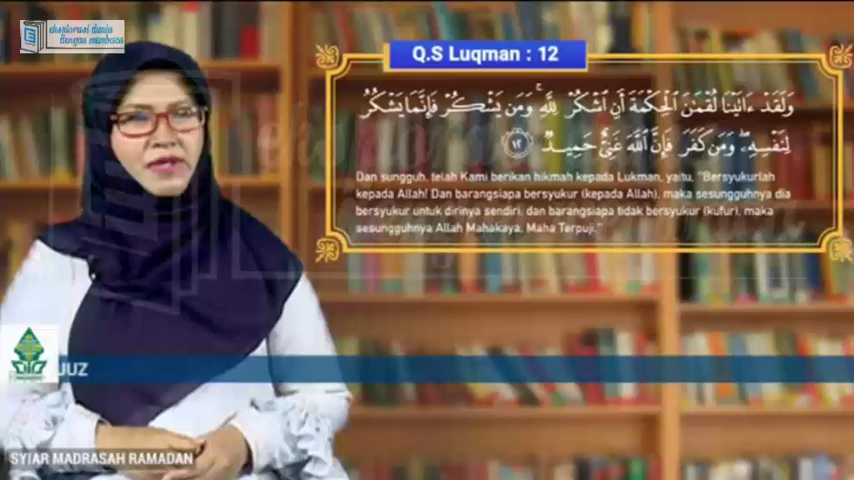 eksplorasi dunia
dengan membaca
Q.S Luqman : 12
وَلَقَدْ ءَاتَيْنَا لُقْمَٰنَ ٱلْحِكْمَةَ أَنِ ٱشْكُرْ لِلَّهِ ۚ وَمَن يَشْكُرْ فَإِنَّمَا يَشْكُرُ
لِنَفْسِهِۦ ۖ وَمَن كَفَرَ فَإِنَّ ٱللَّهَ غَنِىٌّ حَمِيدٌ ١٢
Dan sungguh, telah Kami berikan hikmah kepada Lukman, yaitu, "Bersyukurlah
kepada Allah! Dan barangsiapa bersyukur (kepada Allah), maka sesungguhnya dia
bersyukur untuk dirinya sendiri, dan barangsiapa tidak bersyukur (kufur), maka
sesungguhnya Allah Mahakaya, Maha Terpuji."
JUZ
SYIAR MADRASAH RAMADAN